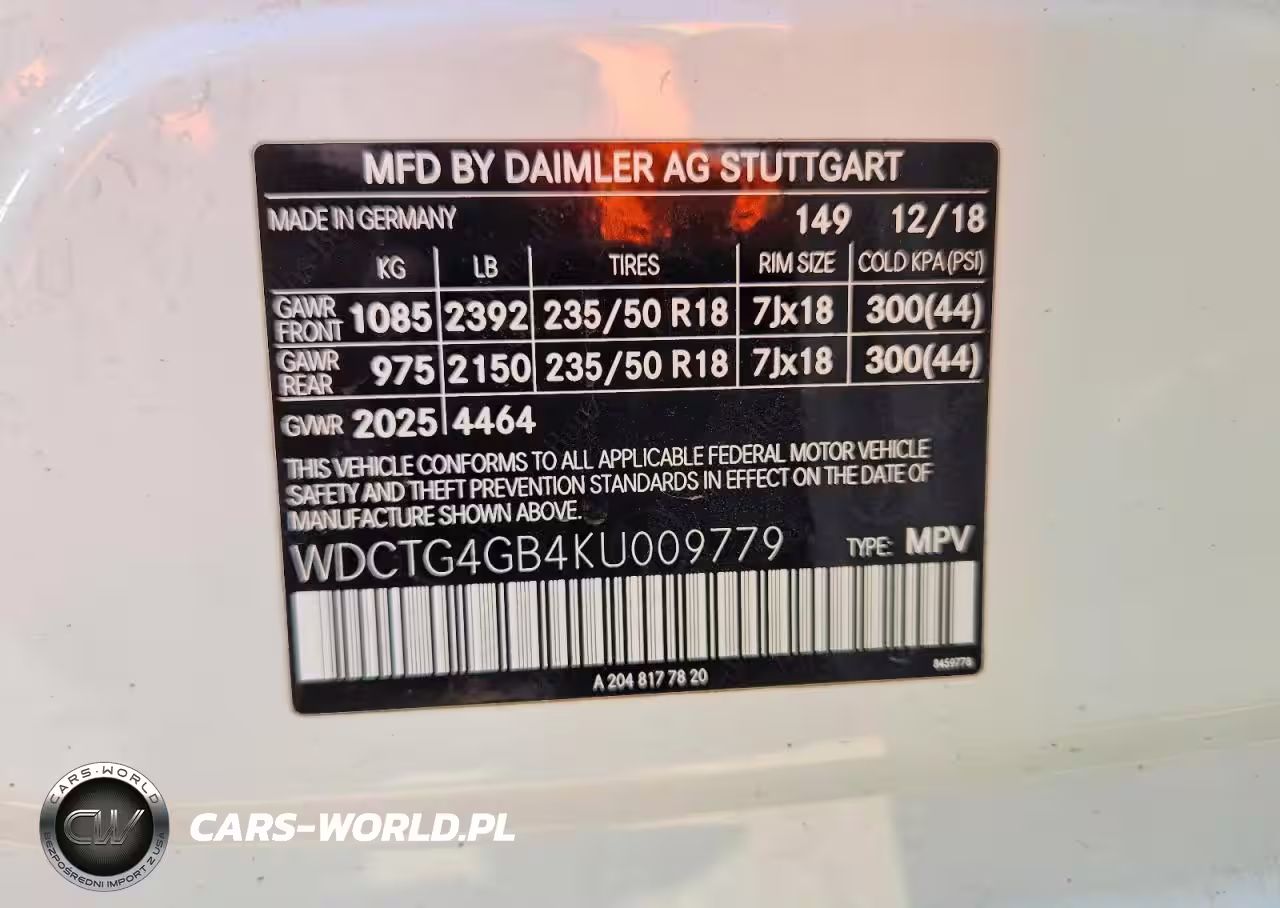 MFD BY DAIMLER AG STUTTGART
MADE IN GERMANY 149 12/18
KG LB TIRES RIM SIZE COLD KPA(PSI)
GAWR FRONT 1085 2392 235/50 R18 7Jx18 300(44)
GAWR REAR 975 2150 235/50 R18 7Jx18 300(44)
GVWR 2025 4464
THIS VEHICLE CONFORMS TO ALL APPLICABLE FEDERAL MOTOR VEHICLE
SAFETY AND THEFT PREVENTION STANDARDS IN EFFECT ON THE DATE OF
MANUFACTURE SHOWN ABOVE.
WDCTG4GB4KU009779 TYPE: MPV
8459778
A 204 817 78 20
CARS-WORLD
CW
BEZPOŚREDNI IMPORT Z USA
CARS-WORLD.PL